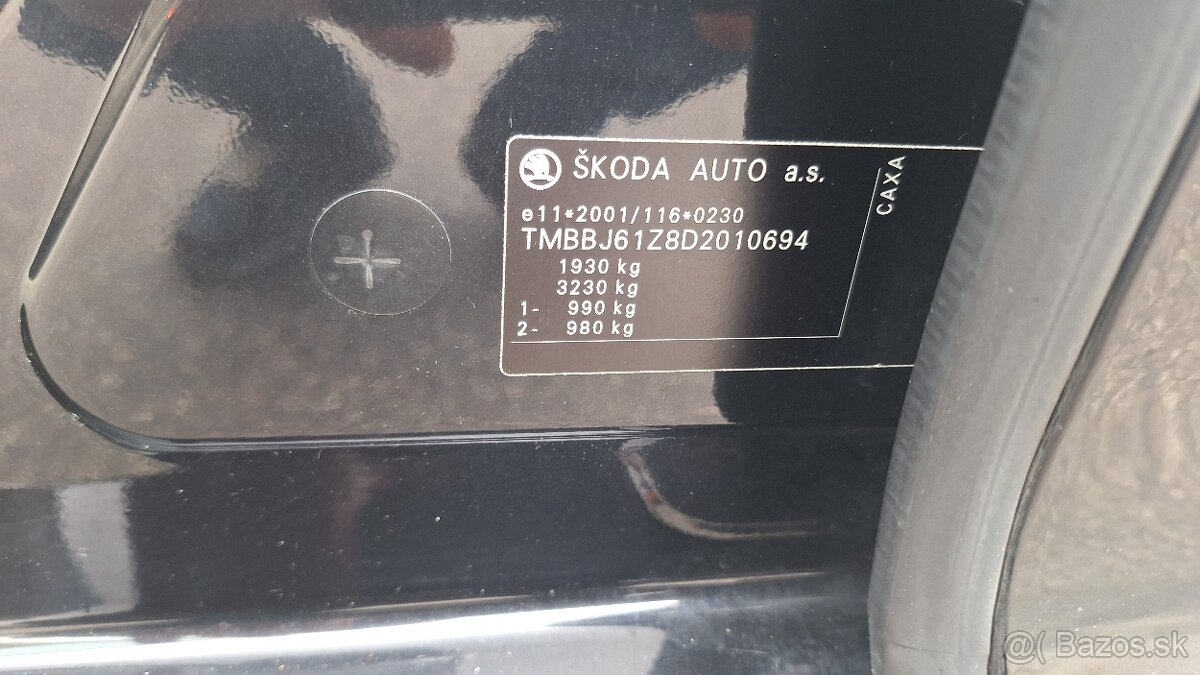 ŠKODA AUTO a.s.
e11*2001/116*0230
TMBBJ61Z8D2010694
1930 kg
3230 kg
1- 990 kg
2- 980 kg
CAXA
@( Bazos.sk